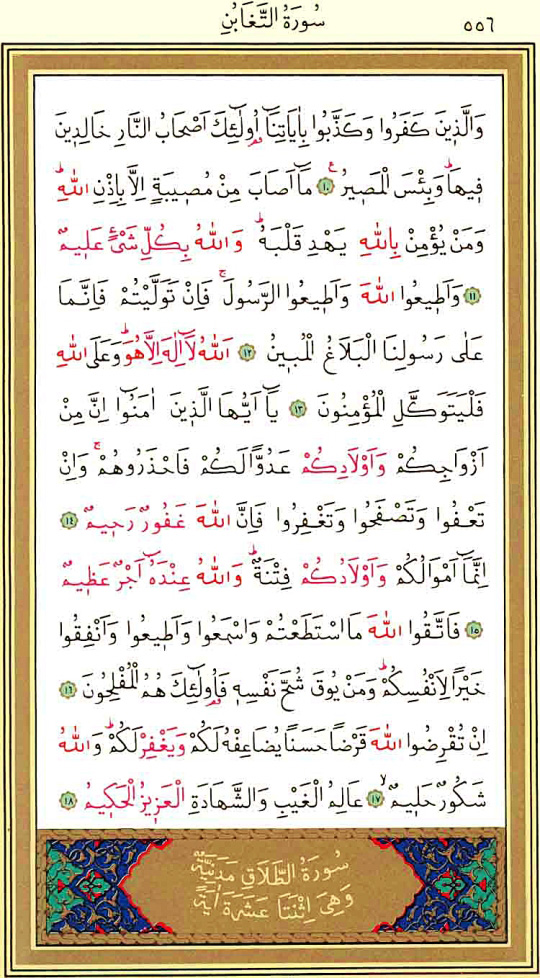 سُورَةُ التَّغَابُنِ ٥٥٦
وَالَّذ۪ينَ كَفَرُوا وَكَذَّبُوا بِاٰيَاتِنَٓا اُو۬لٰٓئِكَ اَصْحَابُ النَّارِ خَالِد۪ينَ
ف۪يهَاۜ وَبِئْسَ الْمَص۪يرُ۟ ﴿١٠﴾ مَٓا اَصَابَ مِنْ مُص۪يبَةٍ اِلَّا بِاِذْنِ اللّٰهِۜ
وَمَنْ يُؤْمِنْ بِاللّٰهِ يَهْدِ قَلْبَهُۜ وَاللّٰهُ بِكُلِّ شَيْءٍ عَل۪يمٌ
﴿١١﴾ وَاَط۪يعُوا اللّٰهَ وَاَط۪يعُوا الرَّسُولَۚ فَاِنْ تَوَلَّيْتُمْ فَاِنَّمَا
عَلٰى رَسُولِنَا الْبَلَاغُ الْمُب۪ينُ ﴿١٢﴾ اَللّٰهُ لَٓا اِلٰهَ اِلَّا هُوَۜ وَعَلَى اللّٰهِ
فَلْيَتَوَكَّلِ الْمُؤْمِنُونَ ﴿١٣﴾ يَٓا اَيُّهَا الَّذ۪ينَ اٰمَنُٓوا اِنَّ مِنْ
اَزْوَاجِكُمْ وَاَوْلَادِكُمْ عَدُوًّا لَكُمْ فَاحْذَرُوهُمْۚ وَاِنْ
تَعْفُوا وَتَصْفَحُوا وَتَغْفِرُوا فَاِنَّ اللّٰهَ غَفُورٌ رَح۪يمٌ ﴿١٤﴾
اِنَّمَٓا اَمْوَالُكُمْ وَاَوْلَادُكُمْ فِتْنَةٌۜ وَاللّٰهُ عِنْدَهُٓ اَجْرٌ عَظ۪يمٌ
﴿١٥﴾ فَاتَّقُوا اللّٰهَ مَا اسْتَطَعْتُمْ وَاسْمَعُوا وَاَط۪يعُوا وَاَنْفِقُوا
خَيْرًا لِاَنْفُسِكُمْۜ وَمَنْ يُوقَ شُحَّ نَفْسِه۪ فَاُو۬لٰٓئِكَ هُمُ الْمُفْلِحُونَ ﴿١٦﴾
اِنْ تُقْرِضُوا اللّٰهَ قَرْضًا حَسَنًا يُضَاعِفْهُ لَكُمْ وَيَغْفِرْ لَكُمْۜ وَاللّٰهُ
شَكُورٌ حَل۪يمٌۙ ﴿١٧﴾ عَالِمُ الْغَيْبِ وَالشَّهَادَةِ الْعَز۪يزُ الْحَك۪يمُ ﴿١٨﴾
سُورَةُ الطَّلَاقِ مَدَنِيَّةٌ
وَهِيَ اِثْنَتَا عَشَرَةَ اٰيَةً